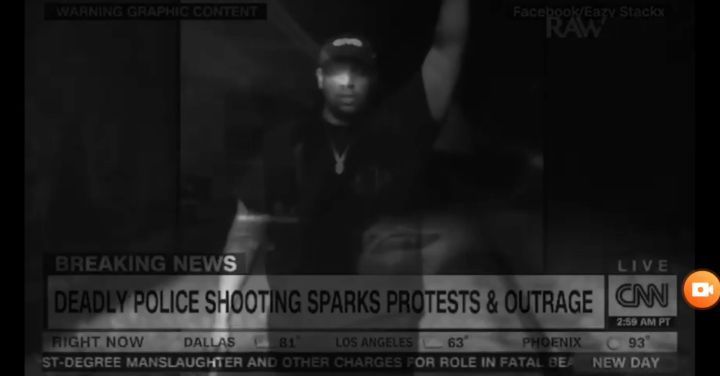 WARNING GRAPHIC CONTENT
Facebook/Eazy Stackx
RAW
BREAKING NEWS
LIVE
DEADLY POLICE SHOOTING SPARKS PROTESTS & OUTRAGE
CNN
2:59 AM PT
RIGHT NOW DALLAS 81° LOS ANGELES 63° PHOENIX 93°
ST-DEGREE MANSLAUGHTER AND OTHER CHARGES FOR ROLE IN FATAL BEA NEW DAY